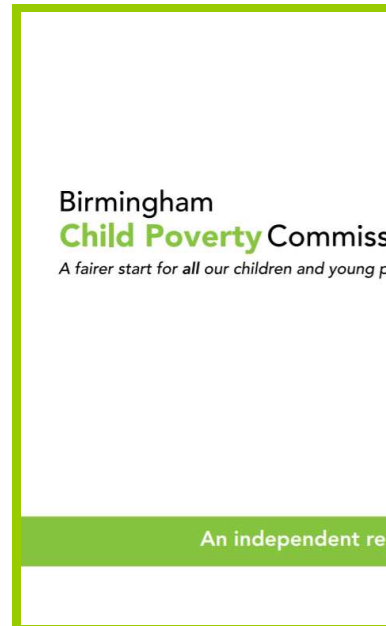 Birmingham
Child Poverty Commiss
A fairer start for all our children and young p
An independent re